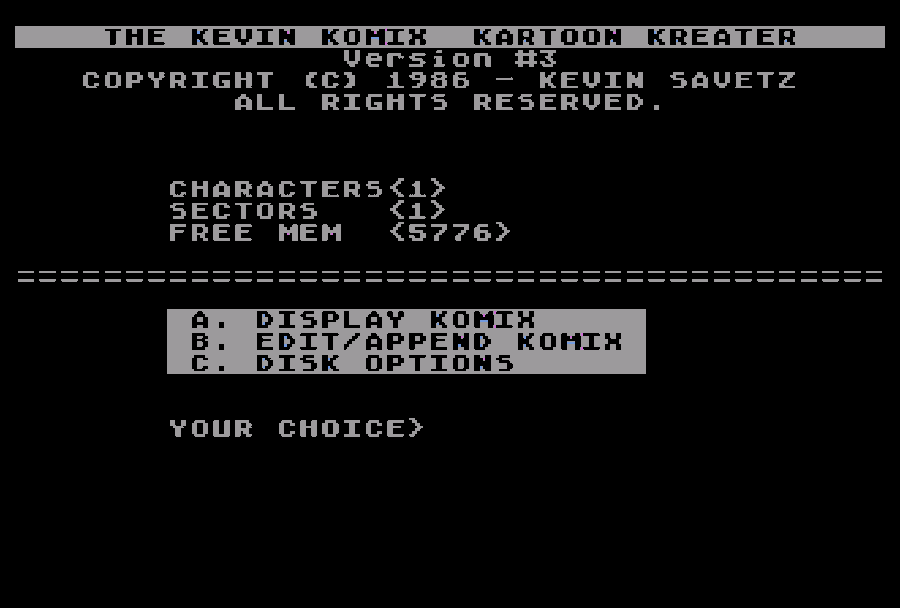 THE KEVIN KOMIX  KARTOON KREATER
Version #3
COPYRIGHT (C) 1986 - KEVIN SAVETZ
ALL RIGHTS RESERVED.
CHARACTERS<1>
SECTORS   <1>
FREE MEM  <5776>
========================================
A. DISPLAY KOMIX
B. EDIT/APPEND KOMIX
C. DISK OPTIONS
YOUR CHOICE>